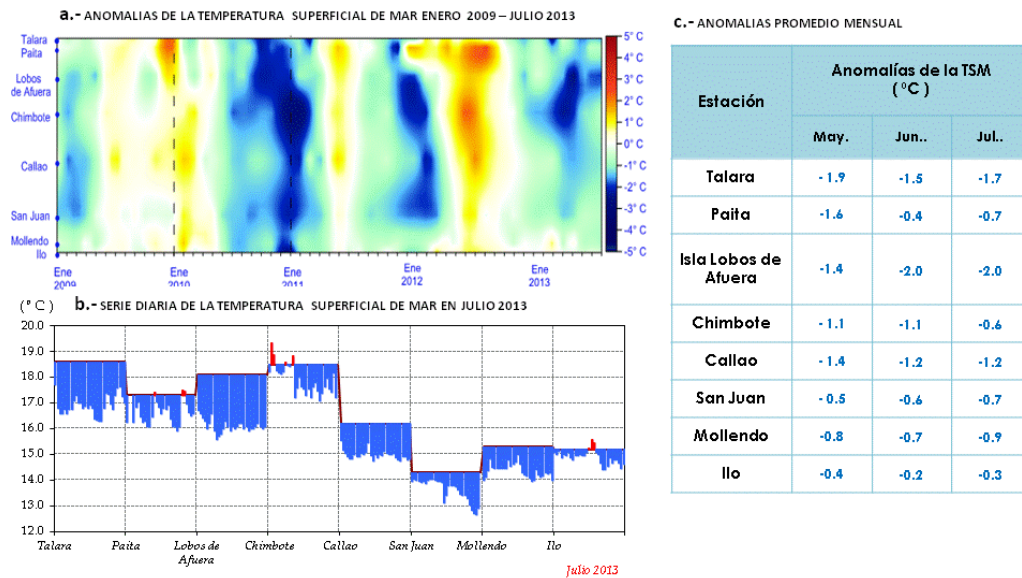 a.- ANOMALIAS DE LA TEMPERATURA SUPERFICIAL DE MAR ENERO 2009 – JULIO 2013
Talara
Paita
Lobos
de Afuera
Chimbote
Callao
San Juan
Mollendo
Ilo
Ene
2009
Ene
2010
Ene
2011
Ene
2012
Ene
2013
5° C
4° C
3° C
2° C
1° C
0° C
-1° C
-2° C
-3° C
-4° C
-5° C
b.- SERIE DIARIA DE LA TEMPERATURA SUPERFICIAL DE MAR EN JULIO 2013
( ° C )
20.0
19.0
18.0
17.0
16.0
15.0
14.0
13.0
12.0
Talara Paita Lobos de Chimbote Callao San Juan Mollendo Ilo
Afuera
Julio 2013
c.- ANOMALIAS PROMEDIO MENSUAL
Estación
Anomalías de la TSM
( °C )
May. Jun.. Jul..
Talara - 1.9 -1.5 -1.7
Paita - 1.6 -0.4 -0.7
Isla Lobos de
Afuera - 1.4 -2.0 -2.0
Chimbote - 1.1 -1.1 -0.6
Callao - 1.4 -1.2 -1.2
San Juan - 0.5 -0.6 -0.7
Mollendo -0.8 -0.7 -0.9
Ilo -0.4 -0.2 -0.3